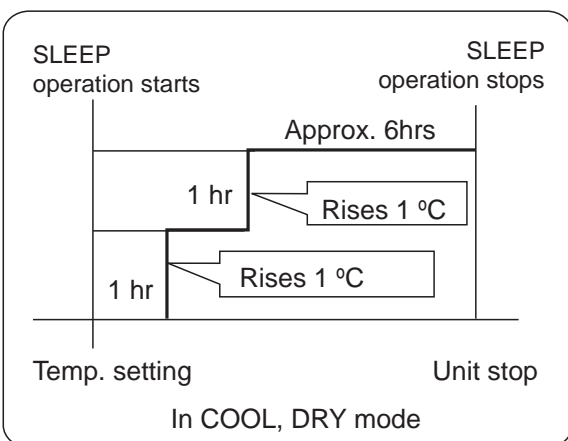 SLEEP
operation starts
SLEEP
operation stops
Approx. 6hrs
1 hr
Rises 1 ºC
1 hr
Rises 1 ºC
Temp. setting
Unit stop
In COOL, DRY mode